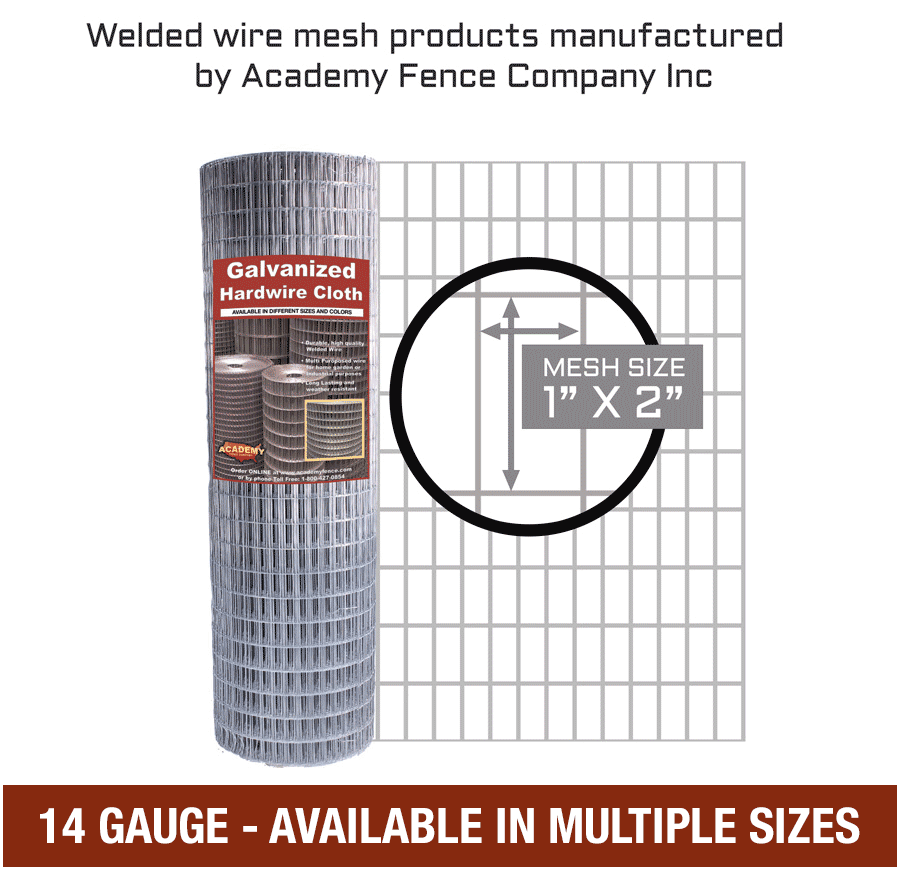 Welded wire mesh products manufactured
by Academy Fence Company Inc
Galvanized
Hardwire Cloth
AVAILABLE IN DIFFERENT SIZES AND COLORS
• Durable, high quality
Welded Wire
• Multi Purposed wire
for home garden or
industrial purposes
• Long Lasting and
weather resistant
ACADEMY
Order ONLINE at www.academyfence.com
or by phone Toll Free: 1-800-427-0854
MESH SIZE
1” X 2”
14 GAUGE - AVAILABLE IN MULTIPLE SIZES